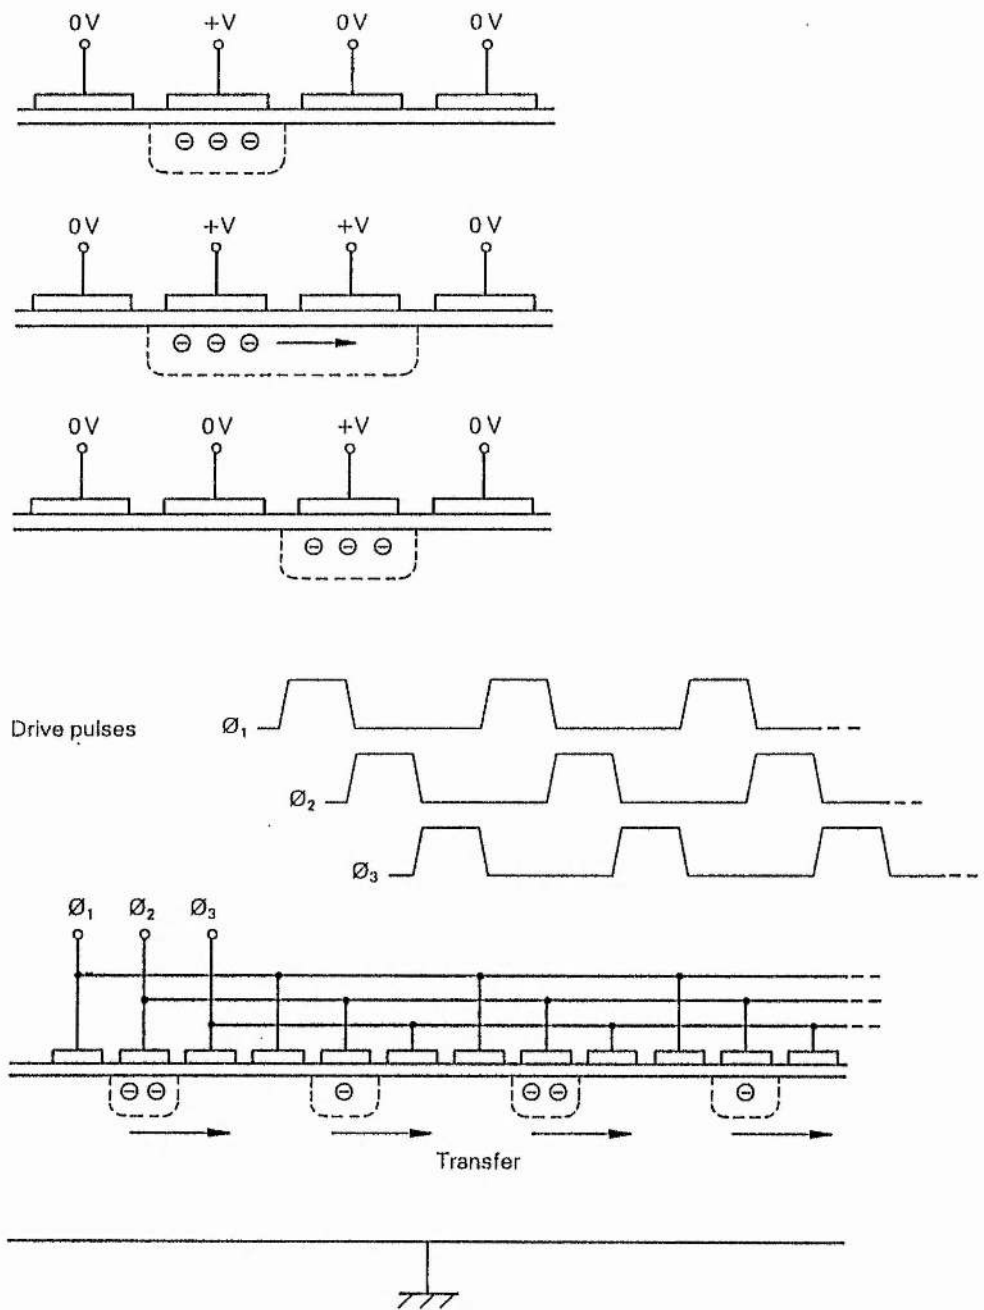 0V +V 0V 0V
0V +V +V 0V
0V 0V +V 0V
Drive pulses Ø₁
Ø₂
Ø₃
Ø₁ Ø₂ Ø₃
Transfer